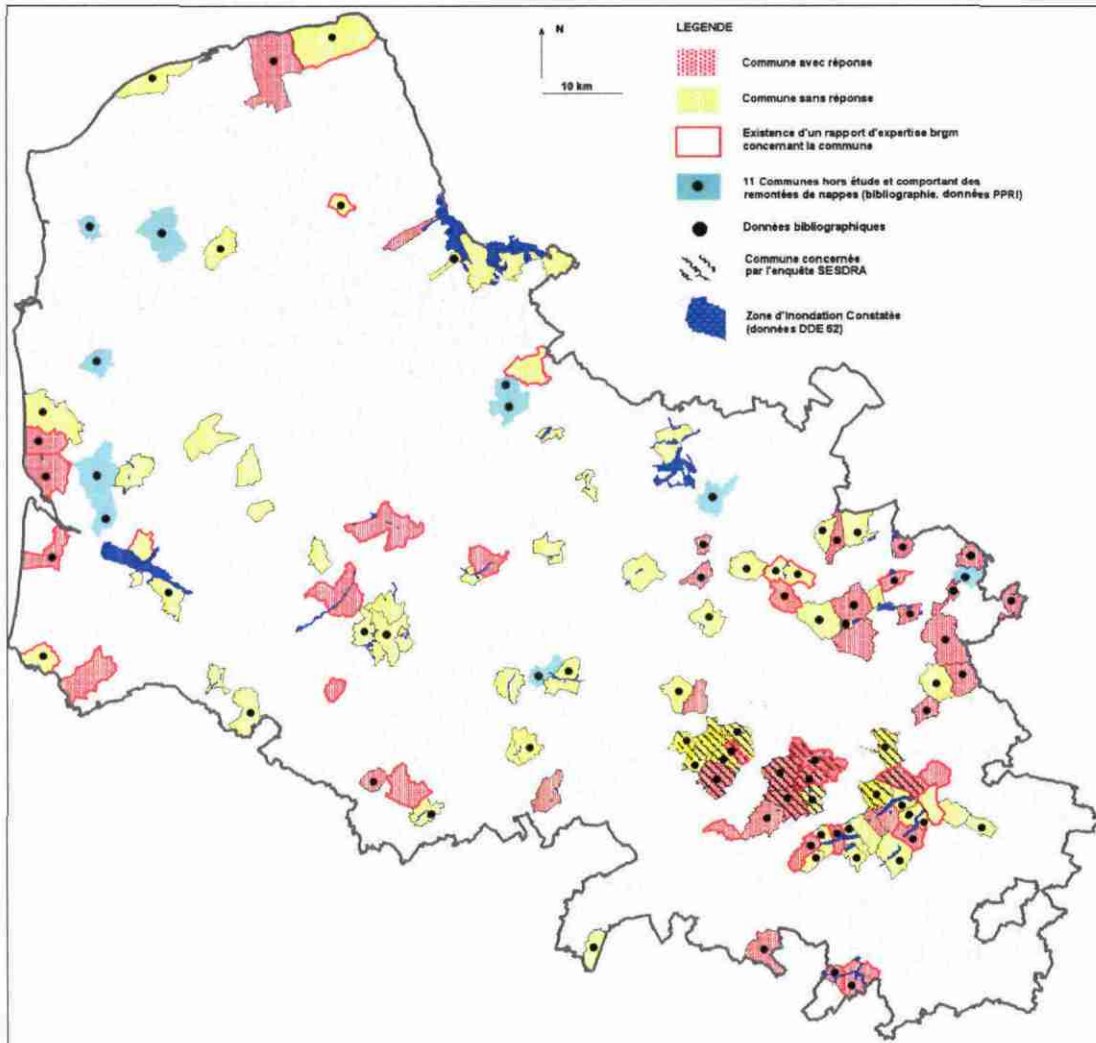 N
10 km
LEGENDE
Commune avec réponse
Commune sans réponse
Existence d'un rapport d'expertise brgm
concernant la commune
11 Communes hors étude et comportant des
remontées de nappes (bibliographie, données PPRI)
Données bibliographiques
Commune concernée
par l'enquête SESDRA
Zone d'Inondation Constatée
(données DDE 62)